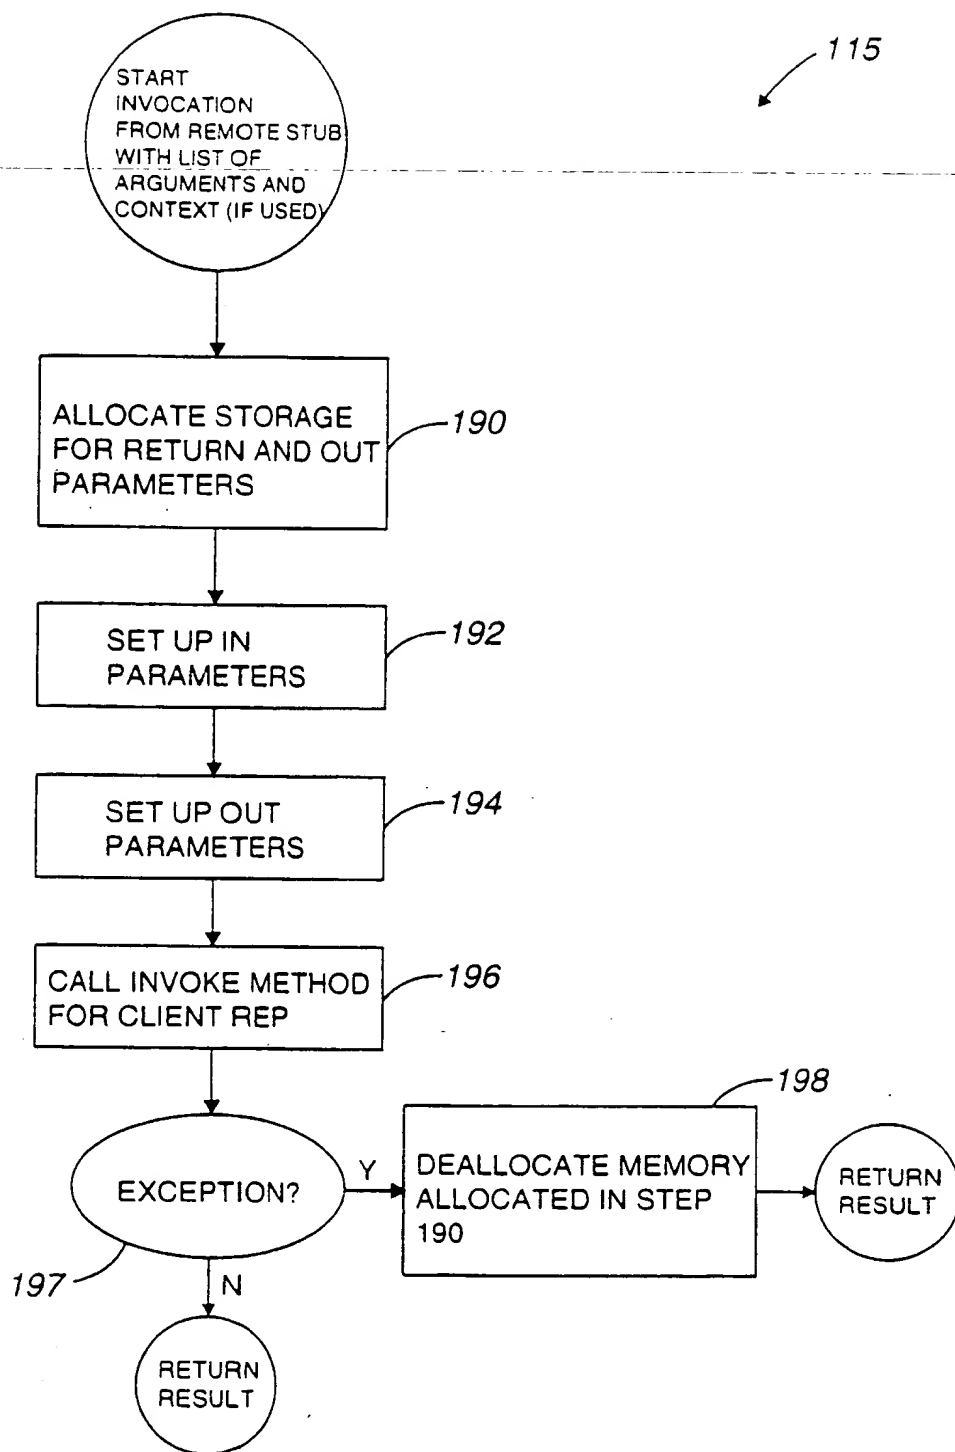 115
START
INVOCATION
FROM REMOTE STUB
WITH LIST OF
ARGUMENTS AND
CONTEXT (IF USED)
ALLOCATE STORAGE
FOR RETURN AND OUT
PARAMETERS
190
SET UP IN
PARAMETERS
192
SET UP OUT
PARAMETERS
194
CALL INVOKE METHOD
FOR CLIENT REP
196
EXCEPTION?
197
Y
DEALLOCATE MEMORY
ALLOCATED IN STEP
190
198
RETURN
RESULT
N
RETURN
RESULT